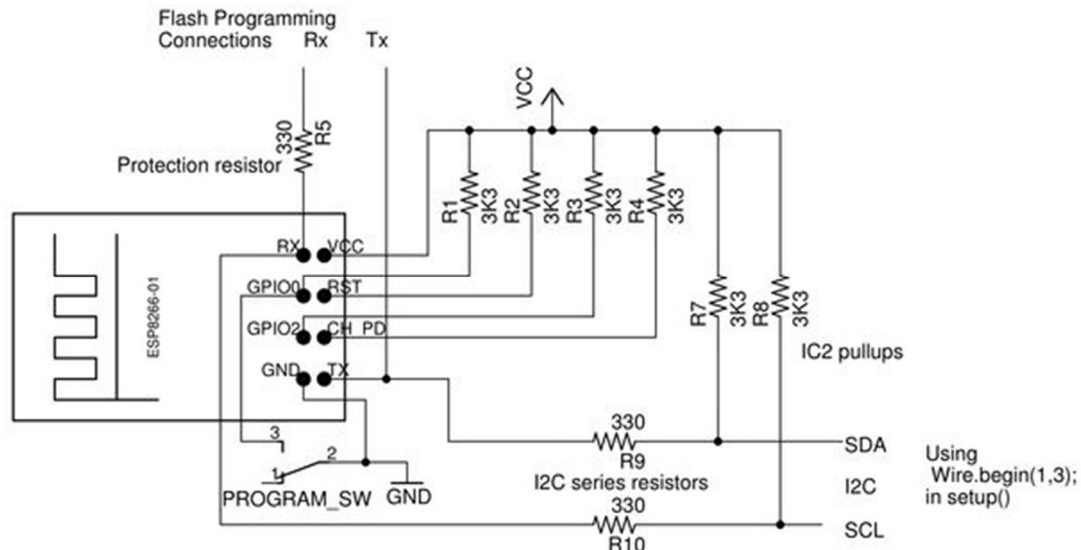 Flash Programming
Connections Rx Tx
330
R5
Protection resistor
VCC
R1
3K3
R2
3K3
R3
3K3
R4
3K3
RX
VCC
GPIO0
RST
GPIO2
CH_PD
GND
TX
ESP8266-01
R7
3K3
R8
3K3
IC2 pullups
3
2
1
PROGRAM_SW
GND
330
R9
I2C series resistors
330
R10
SDA
I2C
SCL
Using
Wire.begin(1,3);
in setup()